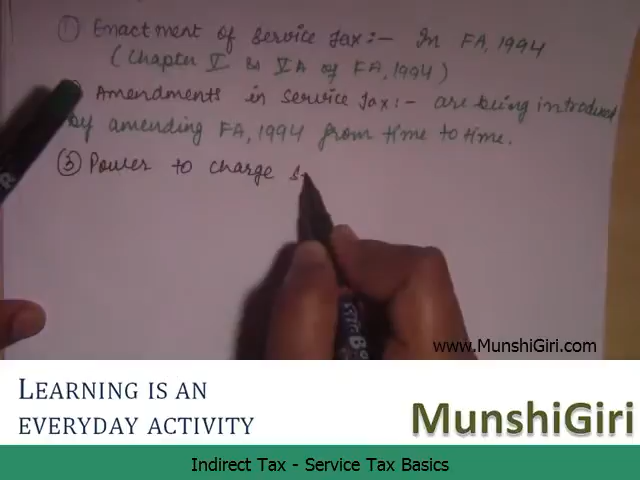 ① Enactment of Service Tax:- In FA, 1994
(Chapter V & VA of FA, 1994)
Amendments in Service Tax:- are being introduced
by amending FA, 1994 from time to time.
③ Power to charge s
www.MunshiGiri.com
LEARNING IS AN
EVERYDAY ACTIVITY
MunshiGiri
Indirect Tax - Service Tax Basics